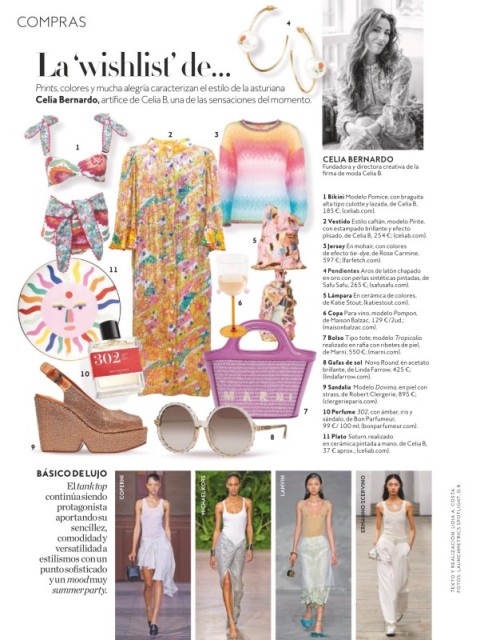 COMPRAS
La 'wishlist' de...
Prints, colores y mucha alegría caracterizan el estilo de la asturiana
Celia Bernardo, artífice de Celia B, una de las sensaciones del momento.
CELIA BERNARDO
Fundadora y directora creativa de la
firma de moda Celia B.
1 Bikini Modelo Pomice, con braguita
alta tipo culotte y lazada, de Celia B,
185 €; (celiab.com).
2 Vestido Estilo caftán, modelo Pirite,
con estampado brillante y efecto
plisado, de Celia B, 254 €; (celiab.com).
3 Jersey En mohair, con colores
de efecto tie-dye, de Rose Carmine,
597 €; (farfetch.com).
4 Pendientes Aros de latón chapado
en oro con perlas sintéticas pintadas, de
Safu Safu, 265 €; (safusafu.com).
5 Lámpara En cerámica de colores,
de Katie Stout; (katiestout.com).
6 Copa Para vino, modelo Pompon,
de Maison Balzac, 129 €/2ud.;
(maisonbalzac.com).
7 Bolso Tipo tote, modelo Tropicalia
realizado en rafia con ribetes de piel,
de Marni, 550 €; (marni.com).
8 Gafas de sol Nova Round, en acetato
brillante, de Linda Farrow, 425 €;
(lindafarrow.com).
9 Sandalia Modelo Dovima, en piel con
strass, de Robert Clergerie, 895 €;
(clergerieparis.com).
10 Perfume 302, con ámbar, iris y
sándalo, de Bon Parfumeur,
99 €/ 100 ml; (bonparfumeur.com).
11 Plato Saturno, realizado
en cerámica pintada a mano, de Celia B,
37 € aprox.; (celiab.com).
1
2
3
4
5
6
7
8
9
10
11
302
MARNI
BÁSICO DE LUJO
El tank top
continúa siendo
protagonista
aportando su
sencillez,
comodidad y
versatilidad a
estilismos con un
punto sofisticado
y un mood muy
summer party.
COPERNI
MICHAEL KORS
LANVIN
ERMANNO SCERVINO
TEXTO Y REALIZACIÓN: LIDIA A. COSTA.
FOTOS: LAUNCHMETRICS SPOTLIGHT. D.R.